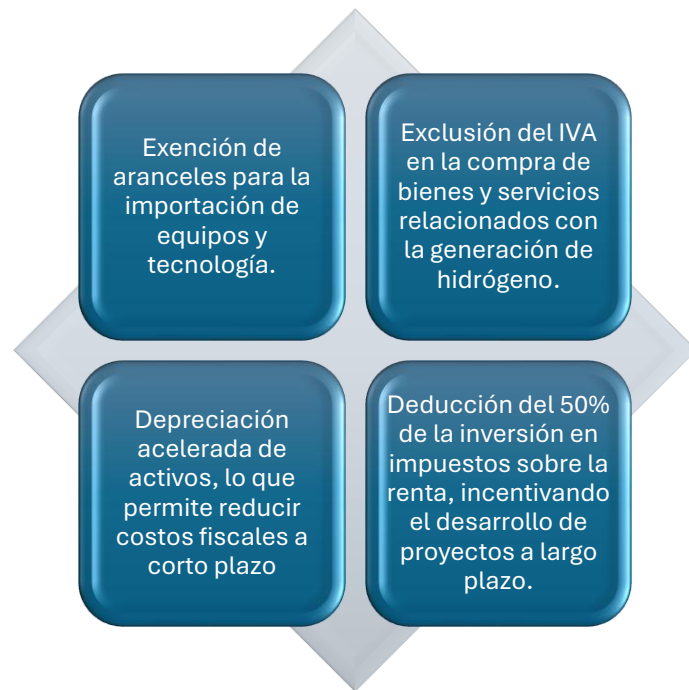 Exención de
aranceles para la
importación de
equipos y
tecnología.
Exclusión del IVA
en la compra de
bienes y servicios
relacionados con
la generación de
hidrógeno.
Depreciación
acelerada de
activos, lo que
permite reducir
costos fiscales a
corto plazo
Deducción del 50%
de la inversión en
impuestos sobre la
renta, incentivando
el desarrollo de
proyectos a largo
plazo.